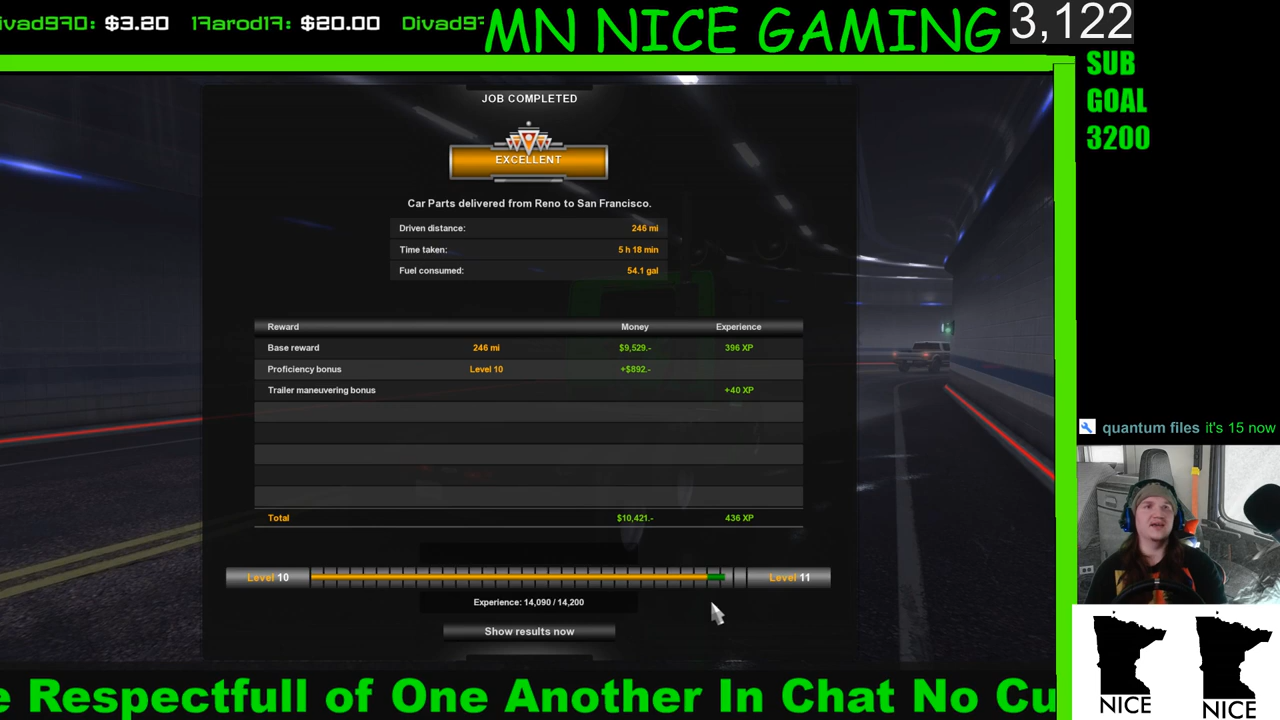 ivad970: $3.20 17arod17: $20.00 Divad9
MN NICE GAMING
3,122
SUB
GOAL
3200
JOB COMPLETED
EXCELLENT
Car Parts delivered from Reno to San Francisco.
Driven distance: 246 mi
Time taken: 5 h 18 min
Fuel consumed: 54.1 gal
Reward Money Experience
Base reward 246 mi $9,529.- 396 XP
Proficiency bonus Level 10 +$892.-
Trailer maneuvering bonus +40 XP
Total $10,421.- 436 XP
Level 10 Level 11
Experience: 14,090 / 14,200
Show results now
quantum files it's 15 now
e Respectfull of One Another In Chat No Cu
NICE NICE